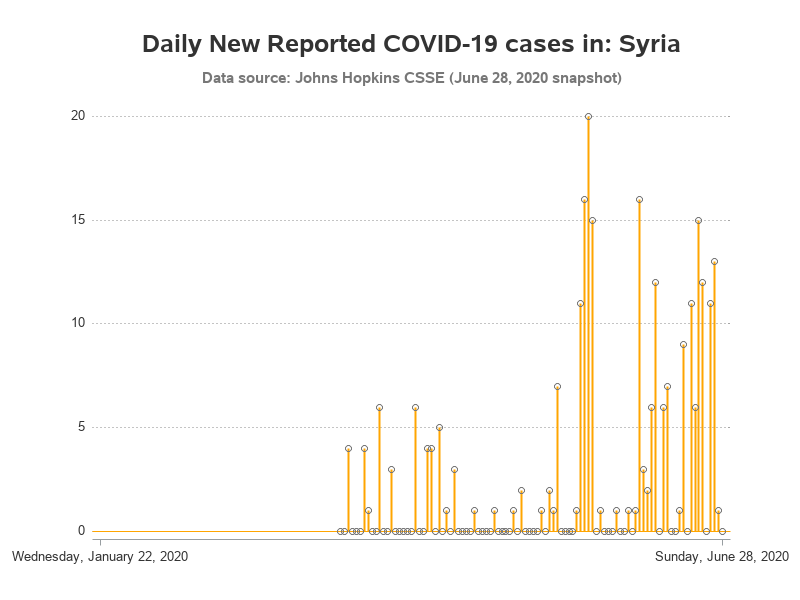 Daily New Reported COVID-19 cases in: Syria
Data source: Johns Hopkins CSSE (June 28, 2020 snapshot)
20
15
10
5
0
Wednesday, January 22, 2020 Sunday, June 28, 2020